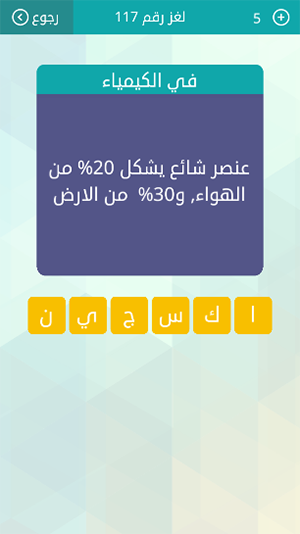 رجوع لغز رقم 117 5
في الكيمياء
عنصر شائع يشكل 20% من
الهواء, و30% من الارض
ا ك س ج ي ن